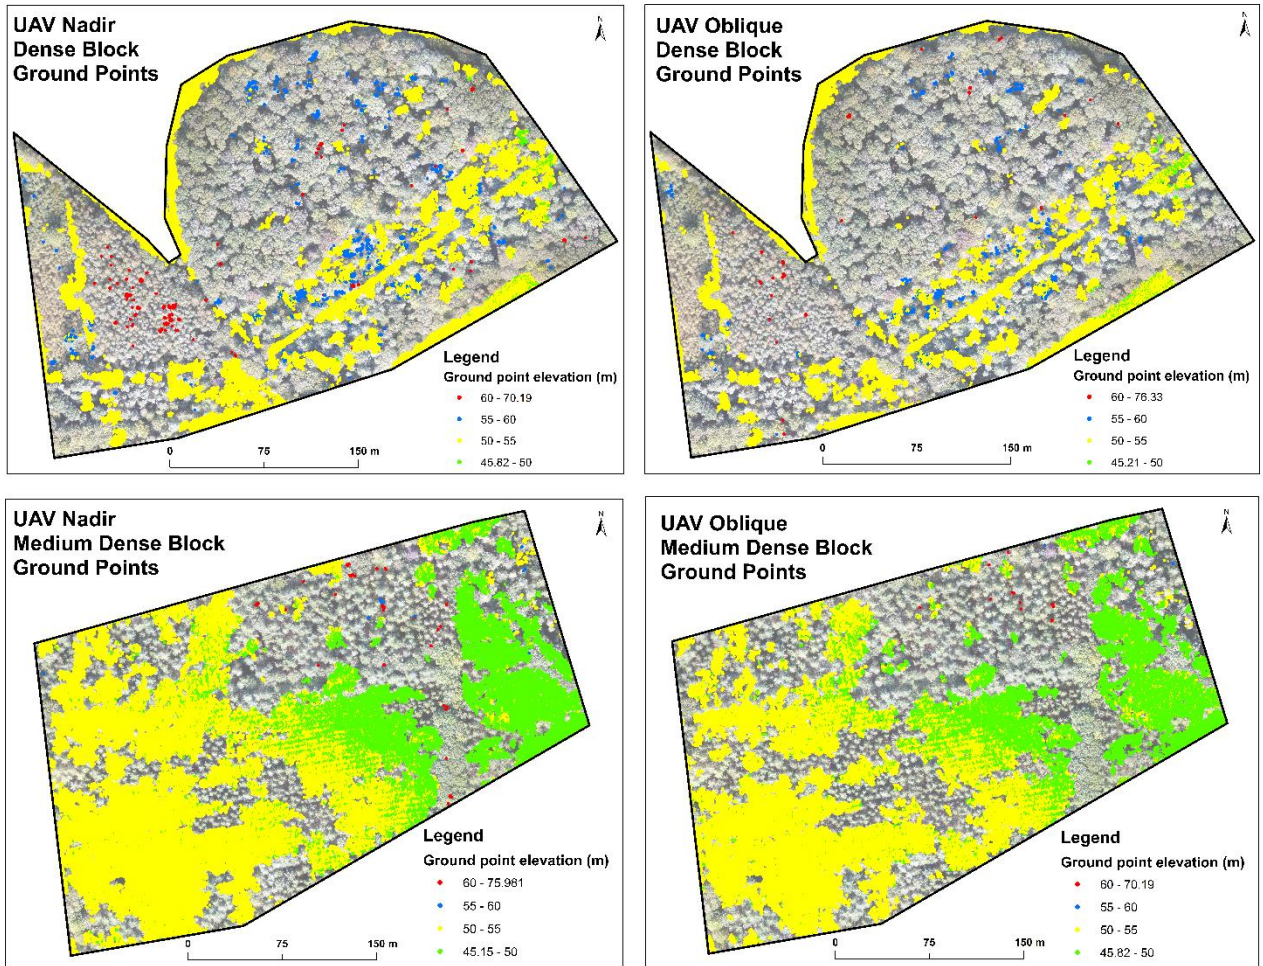 UAV Nadir
Dense Block
Ground Points
N
Legend
Ground point elevation (m)
60 - 70.19
55 - 60
50 - 55
45.82 - 50
0 75 150 m
UAV Oblique
Dense Block
Ground Points
N
Legend
Ground point elevation (m)
60 - 76.33
55 - 60
50 - 55
45.21 - 50
0 75 150 m
UAV Nadir
Medium Dense Block
Ground Points
N
Legend
Ground point elevation (m)
60 - 75.961
55 - 60
50 - 55
45.15 - 50
0 75 150 m
UAV Oblique
Medium Dense Block
Ground Points
N
Legend
Ground point elevation (m)
60 - 70.19
55 - 60
50 - 55
45.82 - 50
0 75 150 m